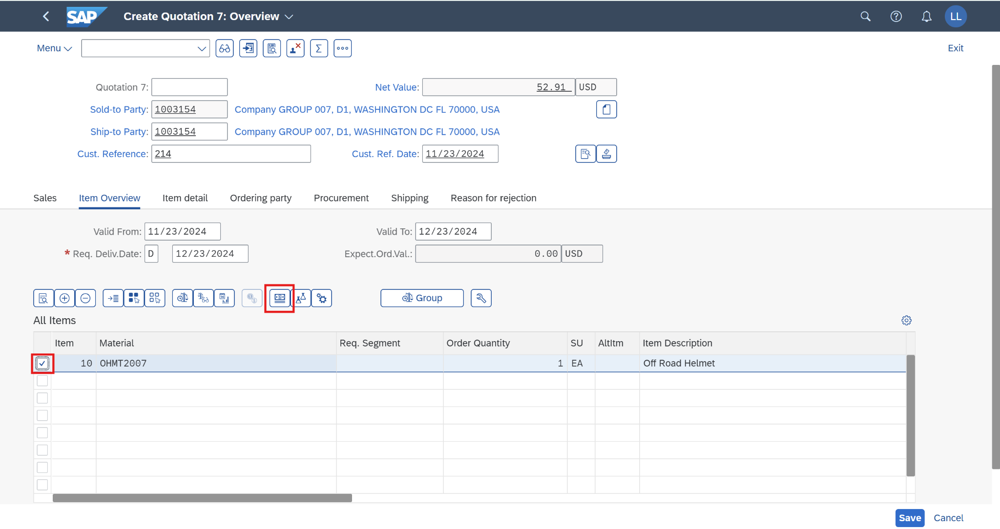 SAP Create Quotation 7: Overview LL
Menu Exit
Quotation 7: Net Value: 52.91 USD
Sold-to Party: 1003154 Company GROUP 007, D1, WASHINGTON DC FL 70000, USA
Ship-to Party: 1003154 Company GROUP 007, D1, WASHINGTON DC FL 70000, USA
Cust. Reference: 214 Cust. Ref. Date: 11/23/2024
Sales Item Overview Item detail Ordering party Procurement Shipping Reason for rejection
Valid From: 11/23/2024 Valid To: 12/23/2024
* Req. Deliv.Date: D 12/23/2024 Expect.Ord.Val.: 0.00 USD
Group
All Items
Item Material Req. Segment Order Quantity SU AltItm Item Description
10 OHMT2007 1 EA Off Road Helmet
Save Cancel